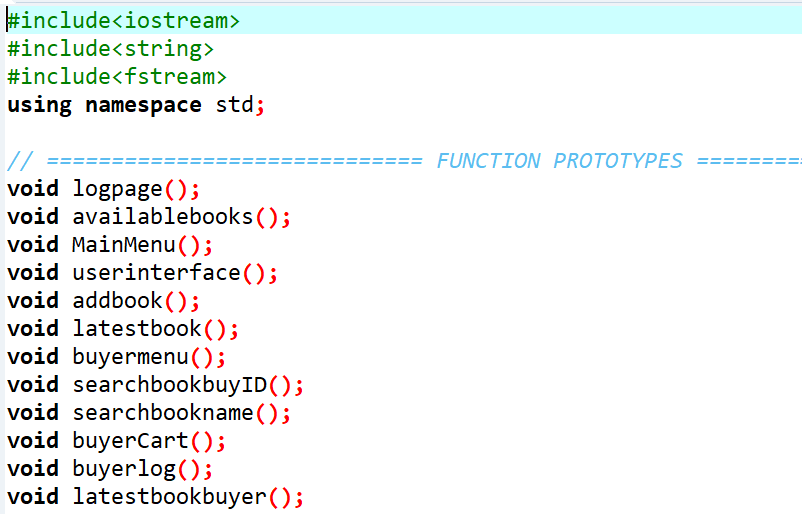 #include<iostream>
#include<string>
#include<fstream>
using namespace std;
// ============================= FUNCTION PROTOTYPES ========
void logpage();
void availablebooks();
void MainMenu();
void userinterface();
void addbook();
void latestbook();
void buyermenu();
void searchbookbuyID();
void searchbookname();
void buyerCart();
void buyerlog();
void latestbookbuyer();